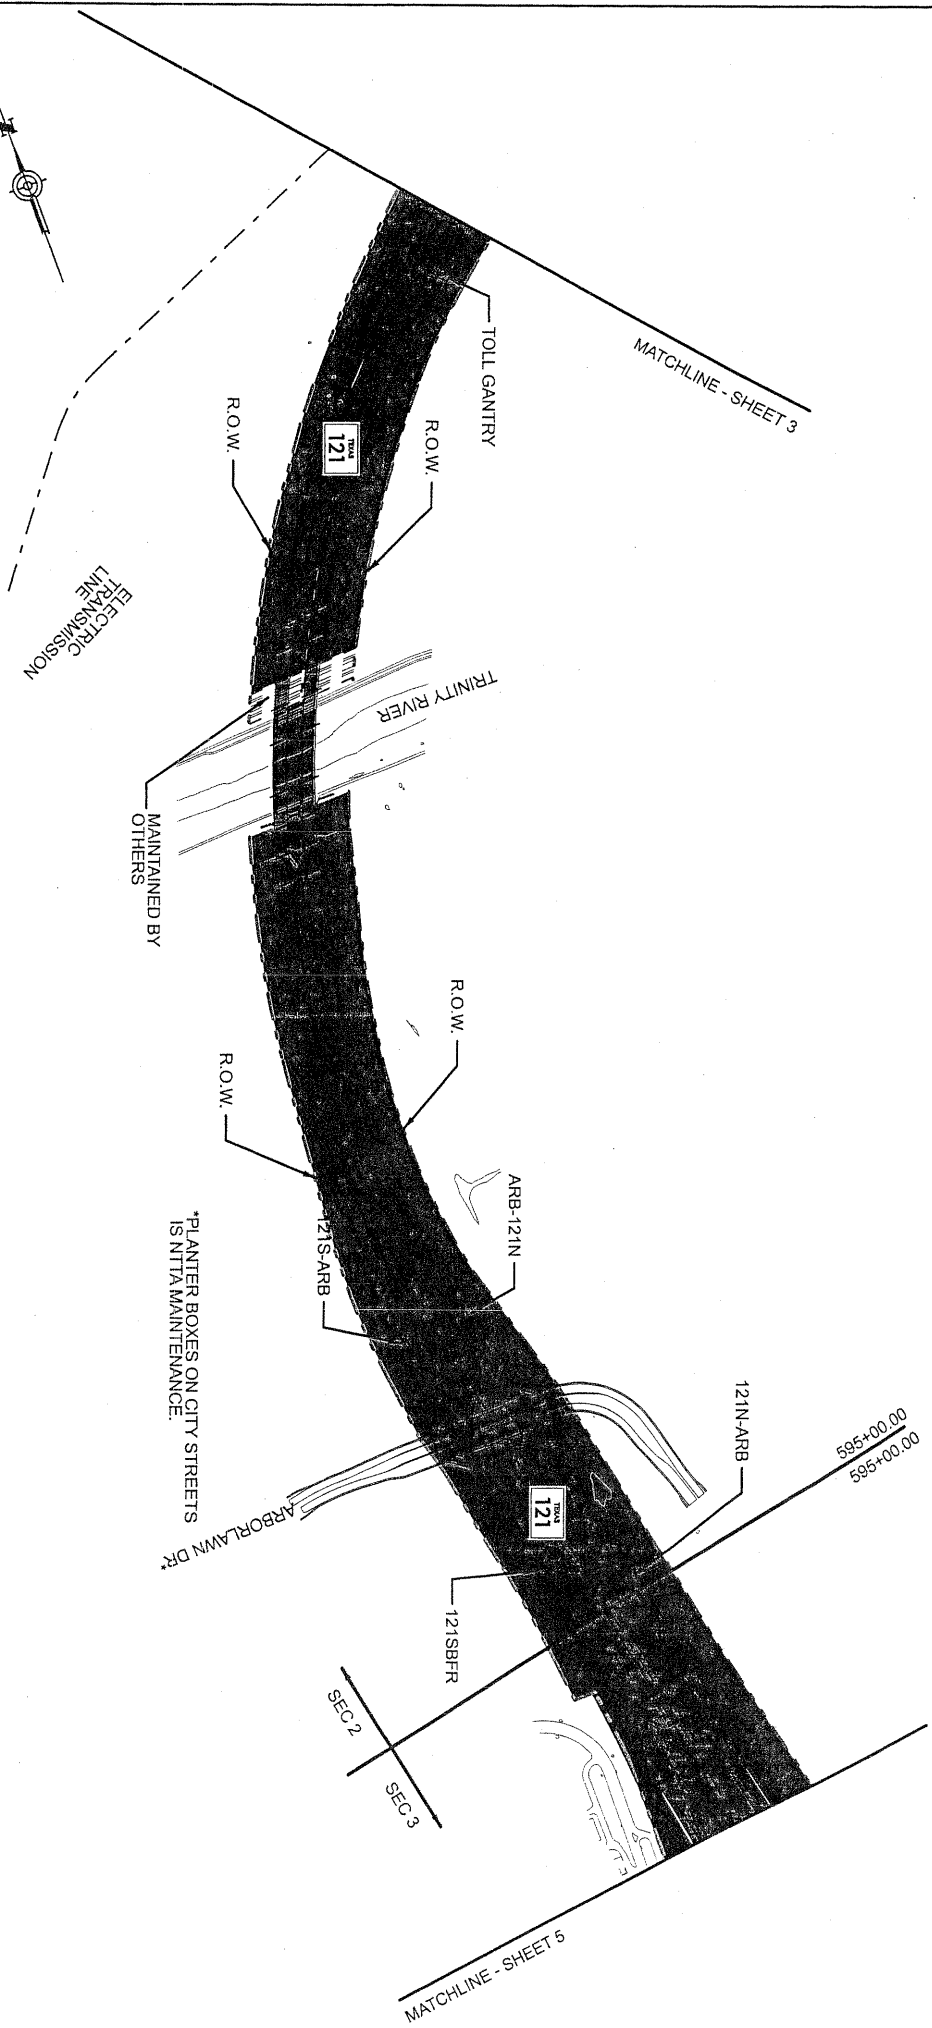 N
MATCHLINE - SHEET 3
TOLL GANTRY
R.O.W.
TEXAS
121
R.O.W.
ELECTRIC
TRANSMISSION
LINE
TRINITY RIVER
MAINTAINED BY
OTHERS
R.O.W.
R.O.W.
ARB-121N
121S-ARB
*PLANTER BOXES ON CITY STREETS
IS NTTA MAINTENANCE.
ARBORLAWN DR*
121N-ARB
595+00.00
595+00.00
TEXAS
121
121SBFR
SEC 2
SEC 3
MATCHLINE - SHEET 5